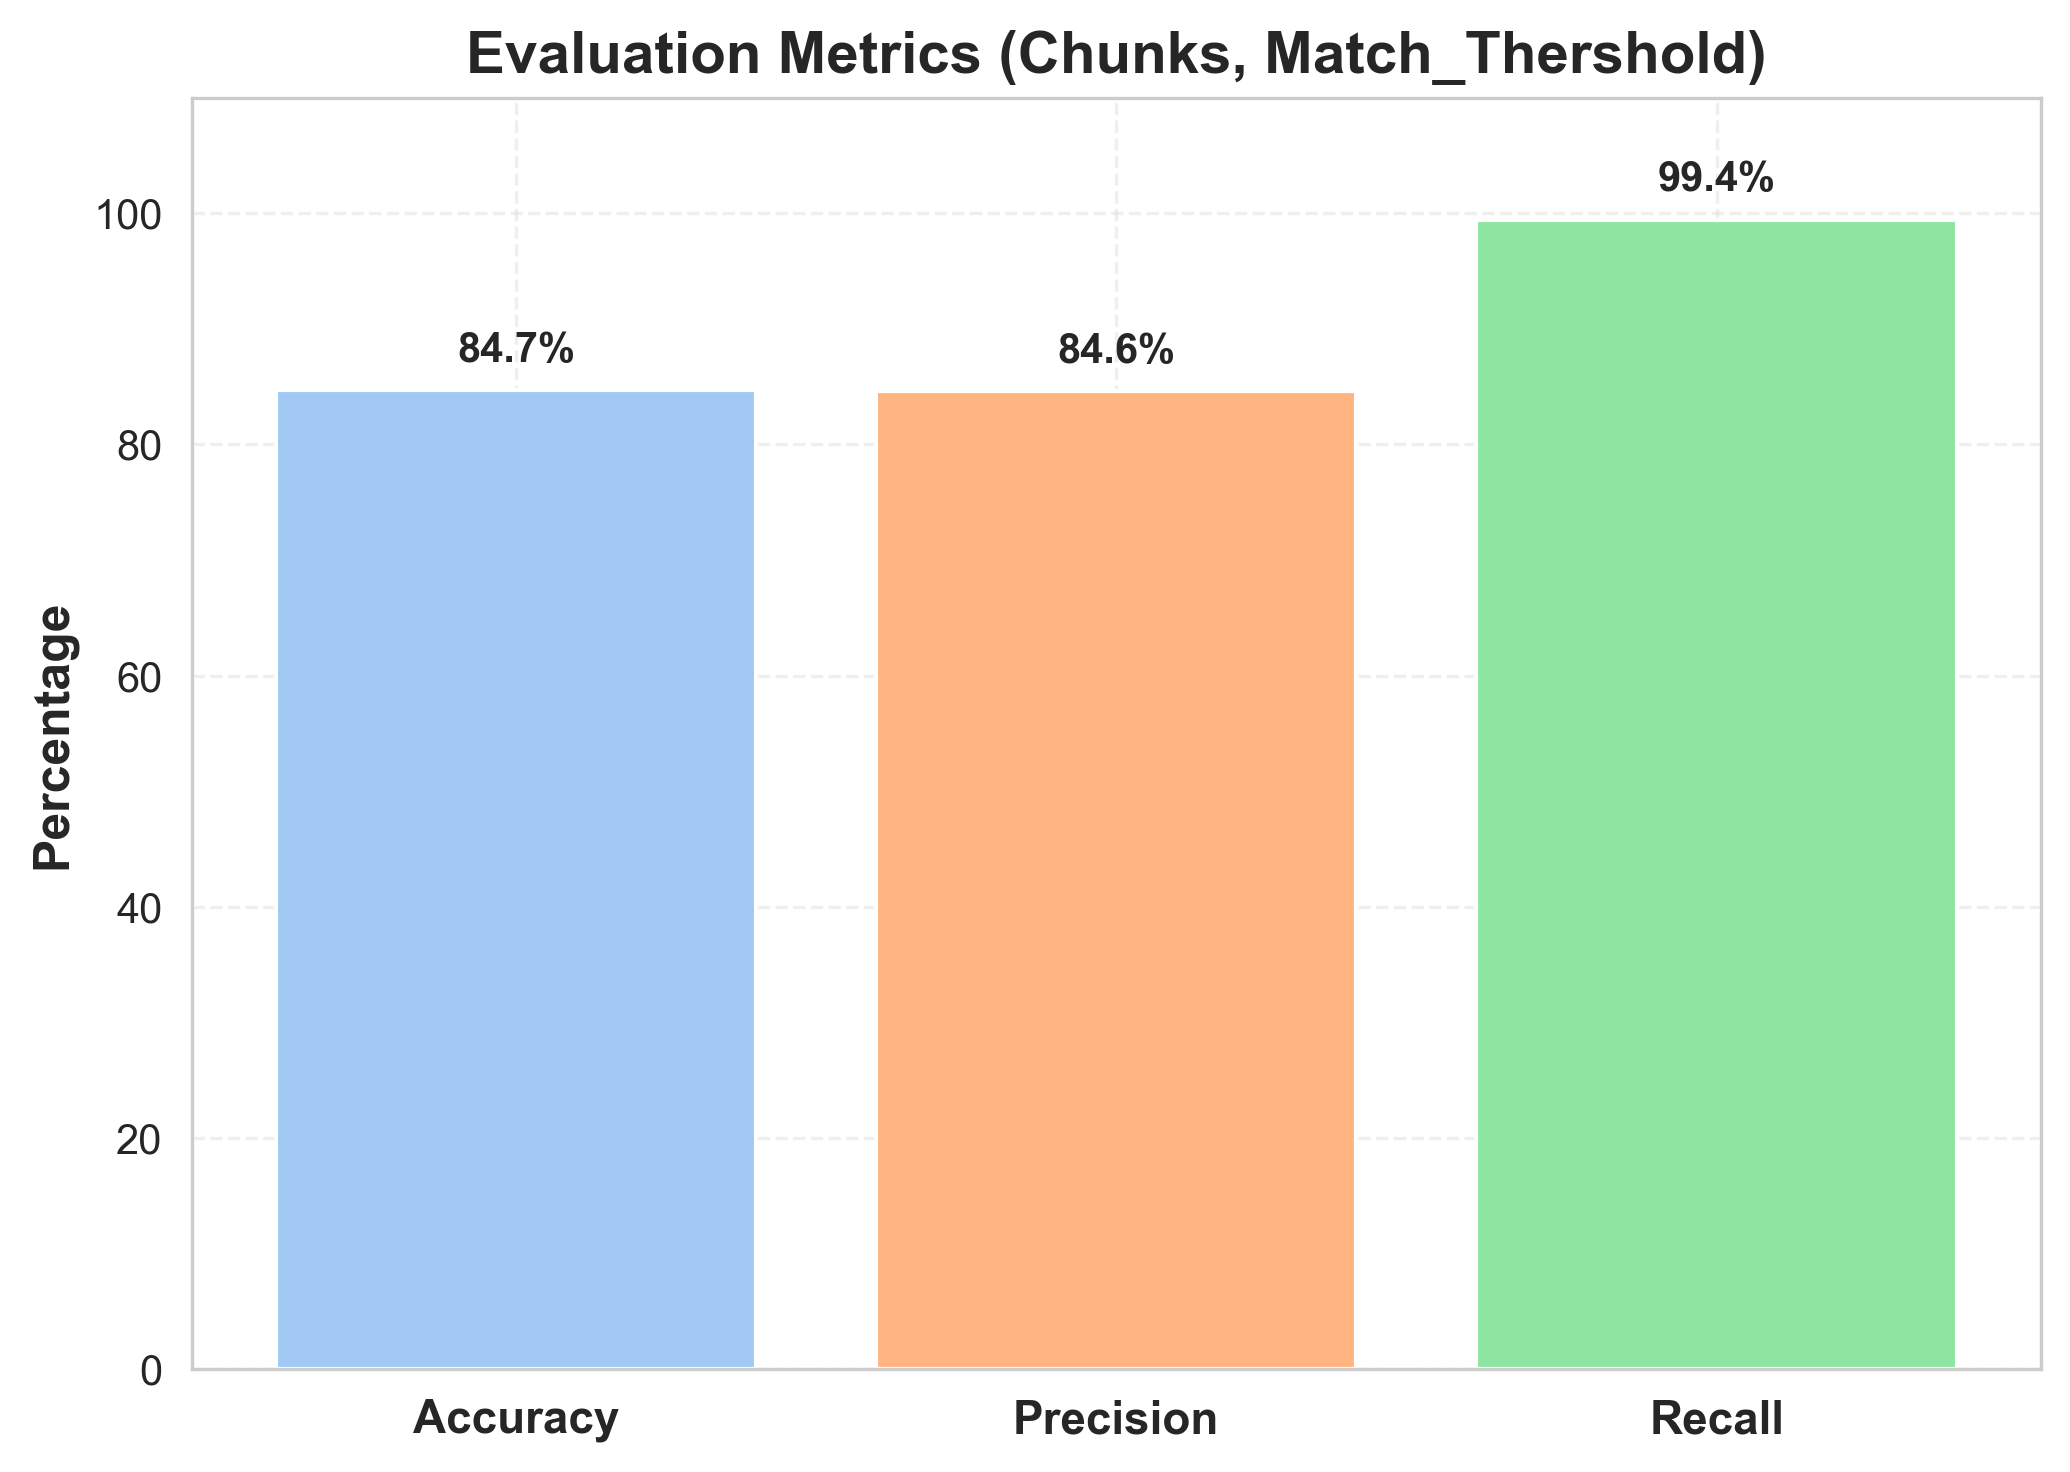 Evaluation Metrics (Chunks, Match_Thershold)
99.4%
100
84.7%
84.6%
80
60
Percentage
40
20
0
Accuracy
Precision
Recall